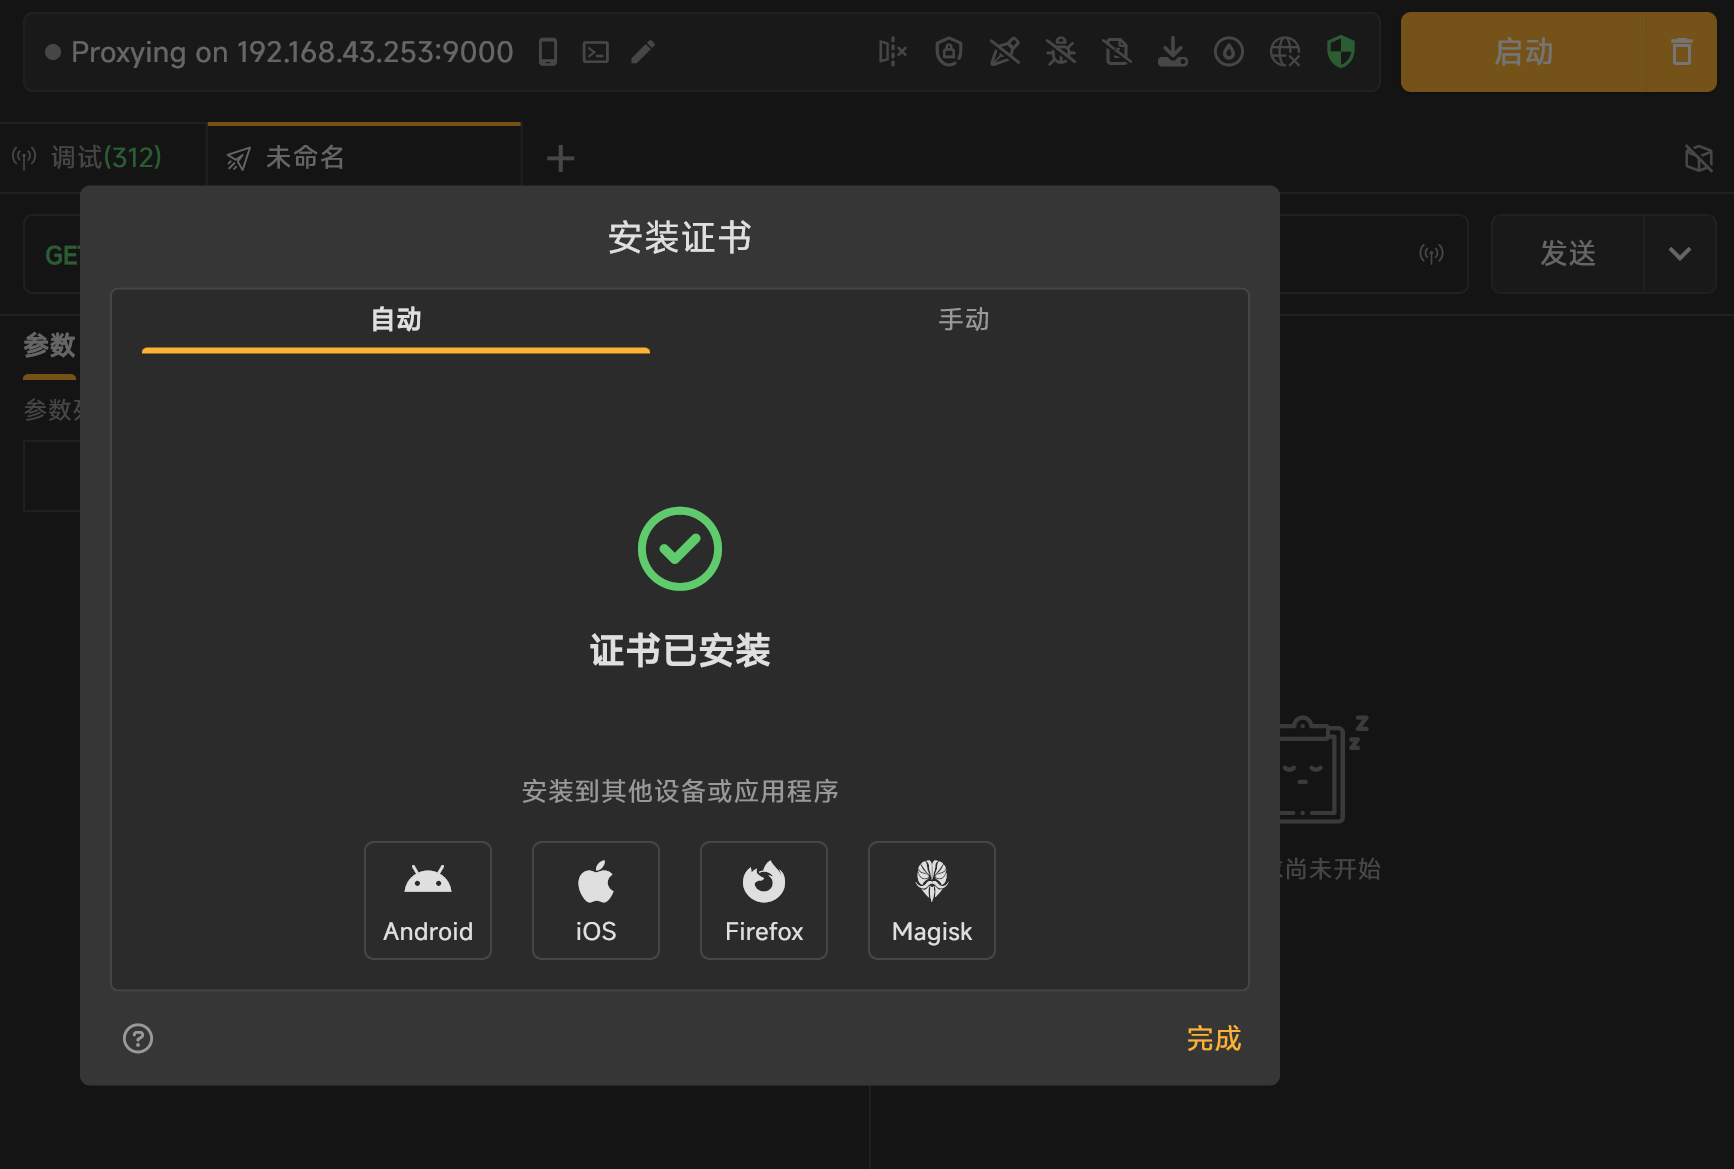 Proxying on 192.168.43.253:9000
启动
调试(312)
未命名
安装证书
GE
发送
自动
手动
参数
参数
证书已安装
安装到其他设备或应用程序
尚未开始
Android
iOS
Firefox
Magisk
完成